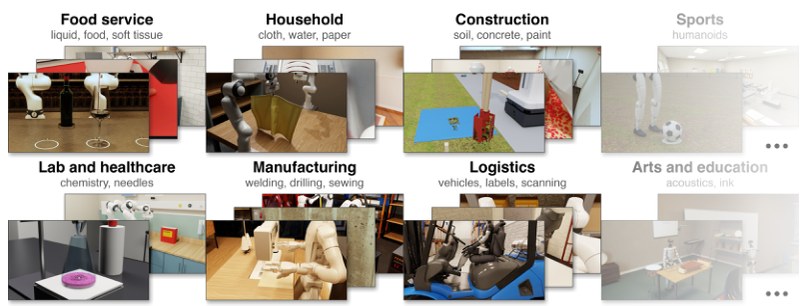 Food service
liquid, food, soft tissue
Household
cloth, water, paper
Construction
soil, concrete, paint
Sports
humanoids
Lab and healthcare
chemistry, needles
Manufacturing
welding, drilling, sewing
Logistics
vehicles, labels, scanning
Arts and education
acoustics, ink